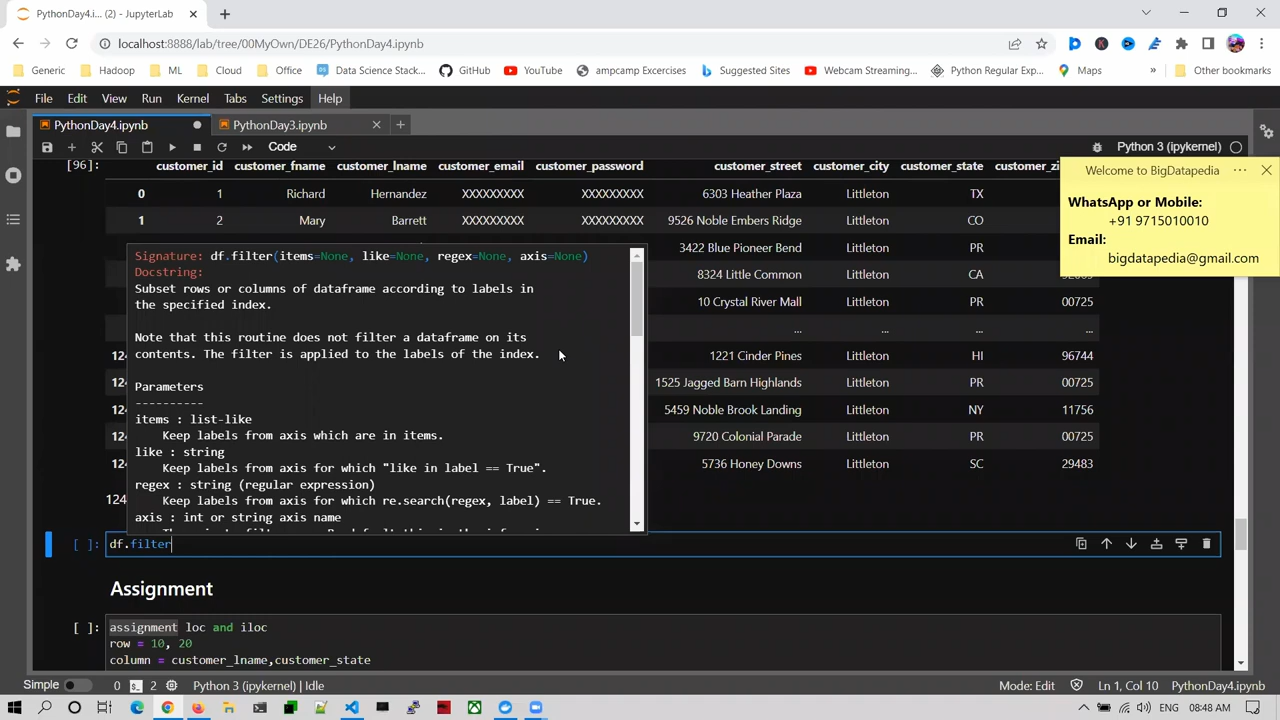 PythonDay4.i... (2) - JupyterLab
localhost:8888/lab/tree/00MyOwn/DE26/PythonDay4.ipynb
Generic Hadoop ML Cloud Office Data Science Stack... GitHub YouTube ampcamp Excercises Suggested Sites Webcam Streaming... Python Regular Exp... Maps » Other bookmarks
File Edit View Run Kernel Tabs Settings Help
PythonDay4.ipynb PythonDay3.ipynb
Code Python 3 (ipykernel)
[96]: customer_id customer_fname customer_lname customer_email customer_password customer_street customer_city customer_state customer_zi
0 1 Richard Hernandez XXXXXXXXX XXXXXXXXX 6303 Heather Plaza Littleton TX
1 2 Mary Barrett XXXXXXXXX XXXXXXXXX 9526 Noble Embers Ridge Littleton CO
3422 Blue Pioneer Bend Littleton PR
8324 Little Common Littleton CA
10 Crystal River Mall Littleton PR 00725
... ... ... ...
124 1221 Cinder Pines Littleton HI 96744
124 1525 Jagged Barn Highlands Littleton PR 00725
124 5459 Noble Brook Landing Littleton NY 11756
124 9720 Colonial Parade Littleton PR 00725
124 5736 Honey Downs Littleton SC 29483
124
Welcome to BigDatapedia ...
WhatsApp or Mobile:
+91 9715010010
Email:
bigdatapedia@gmail.com
Signature: df.filter(items=None, like=None, regex=None, axis=None)
Docstring:
Subset rows or columns of dataframe according to labels in
the specified index.
Note that this routine does not filter a dataframe on its
contents. The filter is applied to the labels of the index.
Parameters
----------
items : list-like
Keep labels from axis which are in items.
like : string
Keep labels from axis for which "like in label == True".
regex : string (regular expression)
Keep labels from axis for which re.search(regex, label) == True.
axis : int or string axis name
[ ]: df.filter
Assignment
[ ]: assignment loc and iloc
row = 10, 20
column = customer_lname,customer_state
Simple 0 2 Python 3 (ipykernel) | Idle Mode: Edit Ln 1, Col 10 PythonDay4.ipynb
ENG 08:48 AM